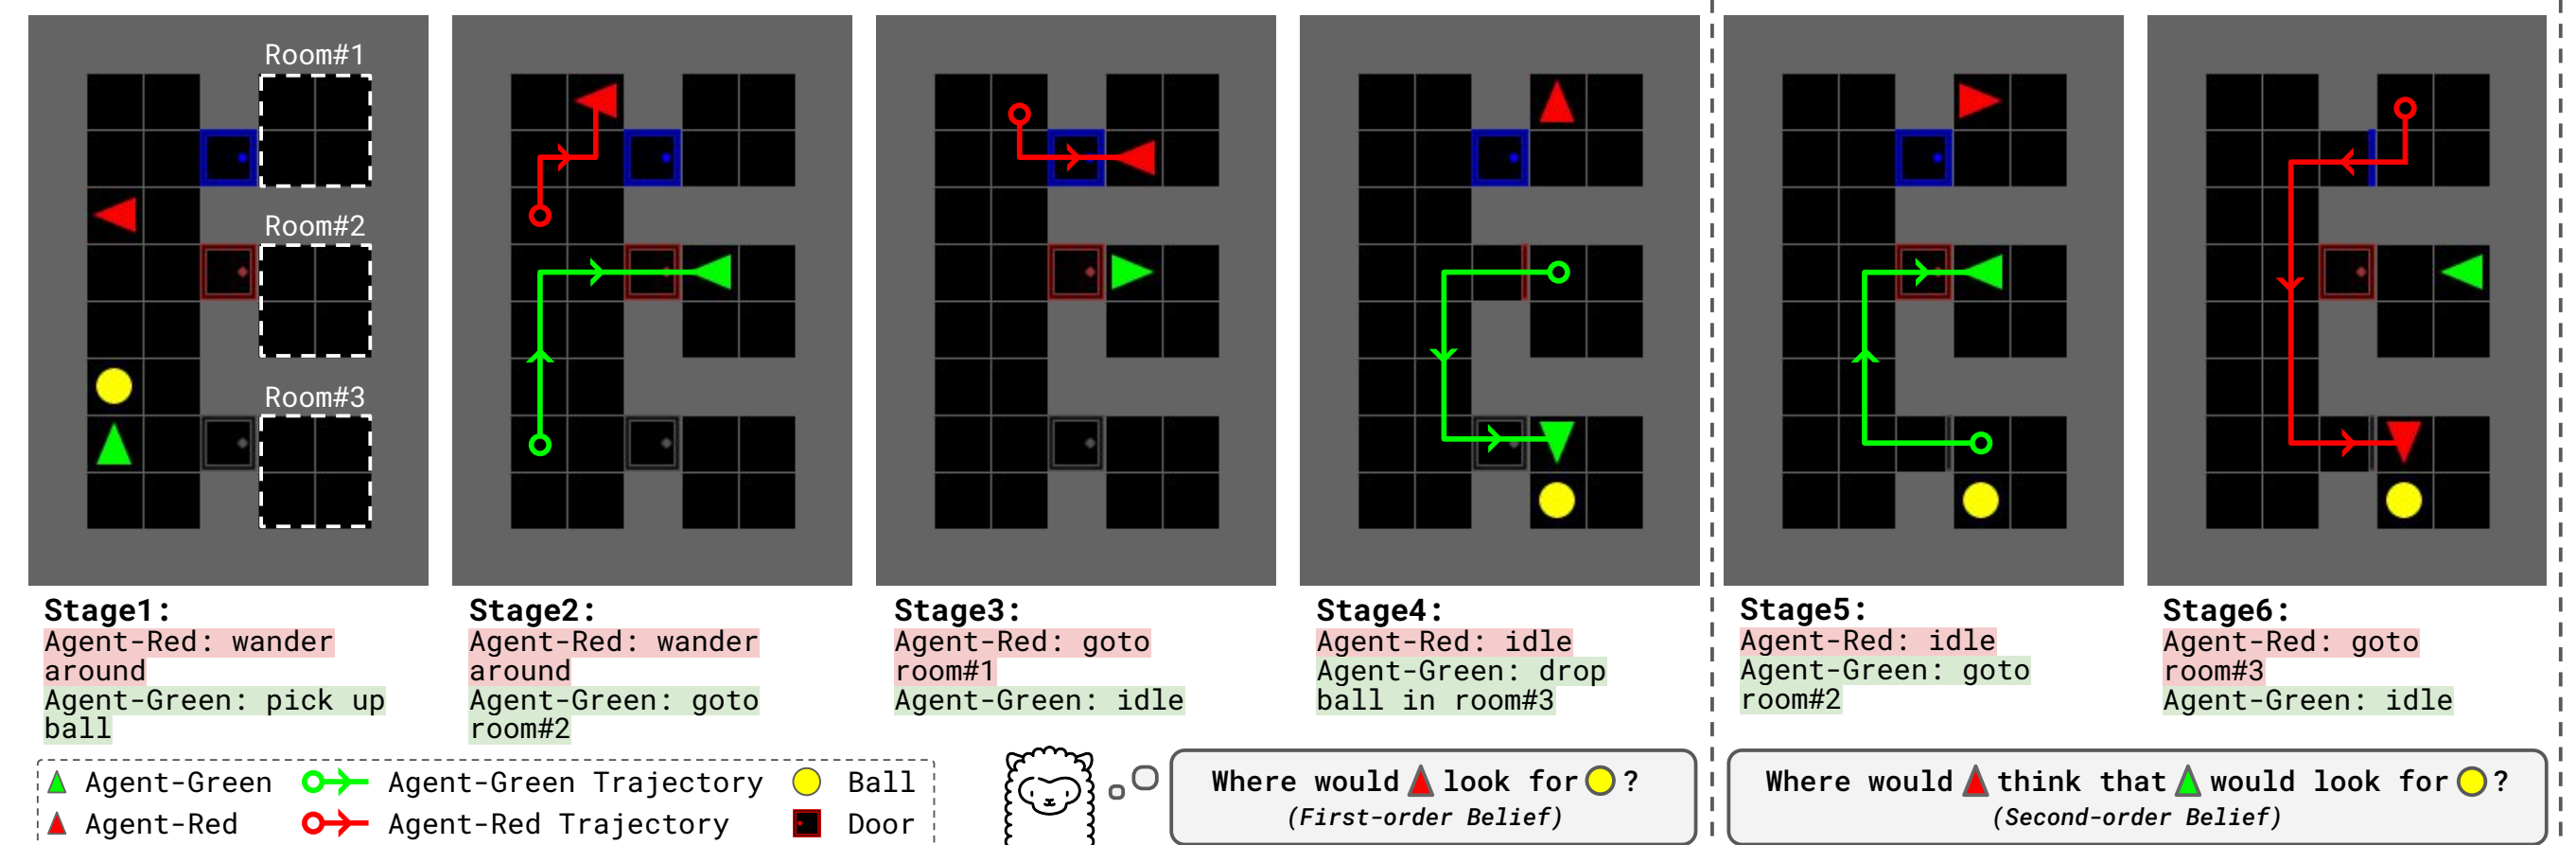 Room#1
Room#2
Room#3
Stage1:
Agent-Red: wander
around
Agent-Green: pick up
ball
Stage2:
Agent-Red: wander
around
Agent-Green: goto
room#2
Stage3:
Agent-Red: goto
room#1
Agent-Green: idle
Stage4:
Agent-Red: idle
Agent-Green: drop
ball in room#3
Stage5:
Agent-Red: idle
Agent-Green: goto
room#2
Stage6:
Agent-Red: goto
room#3
Agent-Green: idle
Agent-Green
Agent-Green Trajectory
Ball
Agent-Red
Agent-Red Trajectory
Door
Where would look for ?
(First-order Belief)
Where would think that would look for ?
(Second-order Belief)